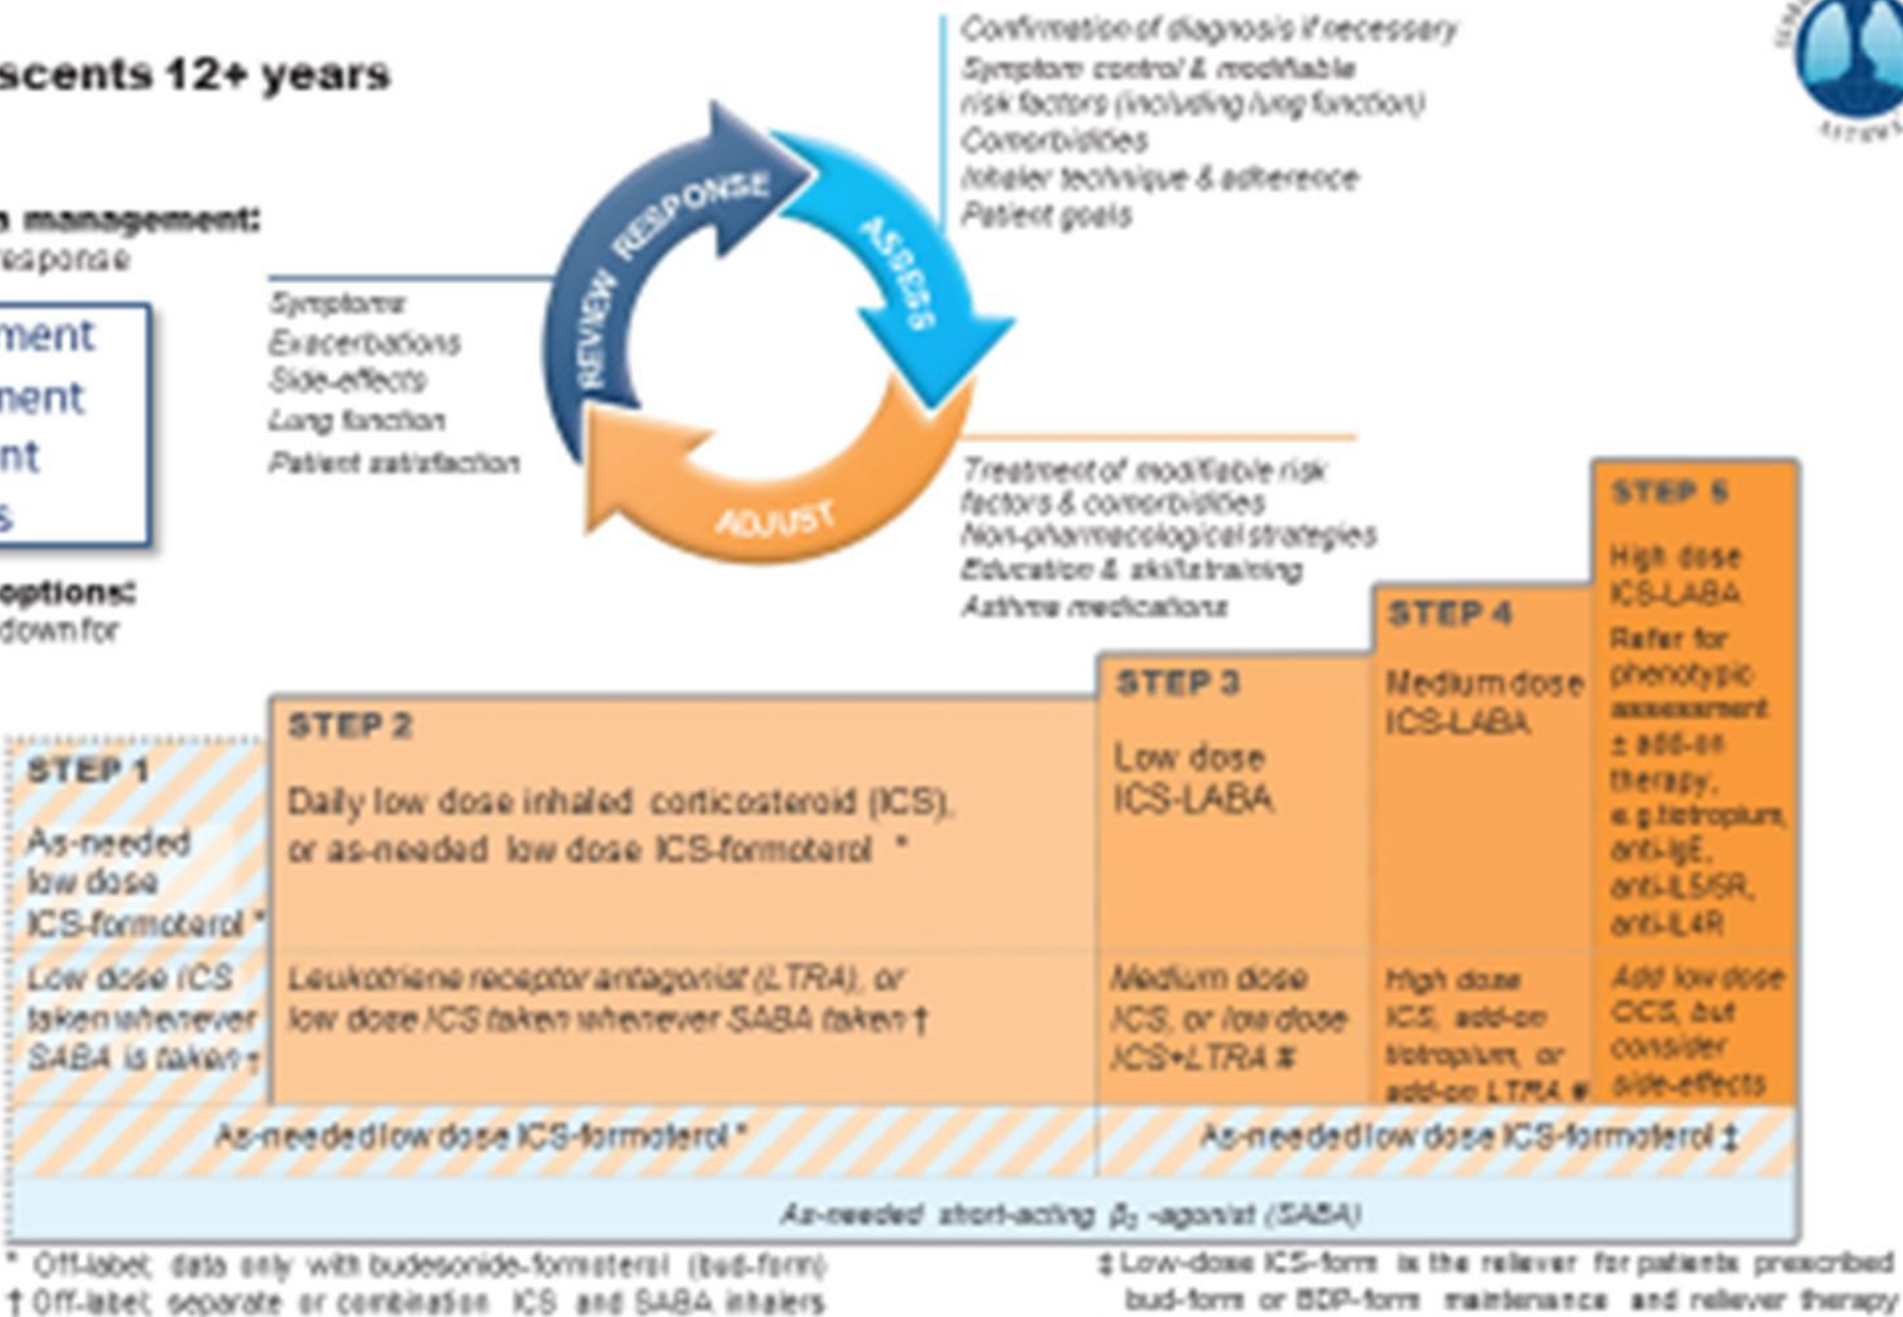 scents 12+ years
a management:
response
ment
ment
nt
s
options:
down for
REVIEW RESPONSE
ASSESS
ADJUST
Confirmation of diagnosis if necessary
Symptom control & modifiable
risk factors (including lung function)
Comorbidities
Inhaler technique & adherence
Patient goals
Symptoms
Exacerbations
Side-effects
Lung function
Patient satisfaction
Treatment of modifiable risk
factors & comorbidities
Non-pharmacological strategies
Education & skills training
Asthma medications
STEP 1
As-needed
low dose
ICS-formoterol *
Low dose ICS
taken whenever
SABA is taken †
STEP 2
Daily low dose inhaled corticosteroid (ICS),
or as-needed low dose ICS-formoterol *
Leukotriene receptor antagonist (LTRA), or
low dose ICS taken whenever SABA taken †
STEP 3
Low dose
ICS-LABA
Medium dose
ICS, or low dose
ICS+LTRA #
STEP 4
Medium dose
ICS-LABA
High dose
ICS, add-on
tiotropium, or
add-on LTRA #
STEP 5
High dose
ICS-LABA
Refer for
phenotypic
assessment
± add-on
therapy,
e.g.tiotropium,
anti-IgE,
anti-IL5/5R,
anti-IL4R
Add low dose
OCS, but
consider
side-effects
As-needed low dose ICS-formoterol *
As-needed low dose ICS-formoterol ‡
As-needed short-acting β2 -agonist (SABA)
* Off-label; data only with budesonide-formoterol (bud-form)
† Off-label; separate or combination ICS and SABA inhalers
‡ Low-dose ICS-form is the reliever for patients prescribed
bud-form or BDP-form maintenance and reliever therapy
ASTHMA